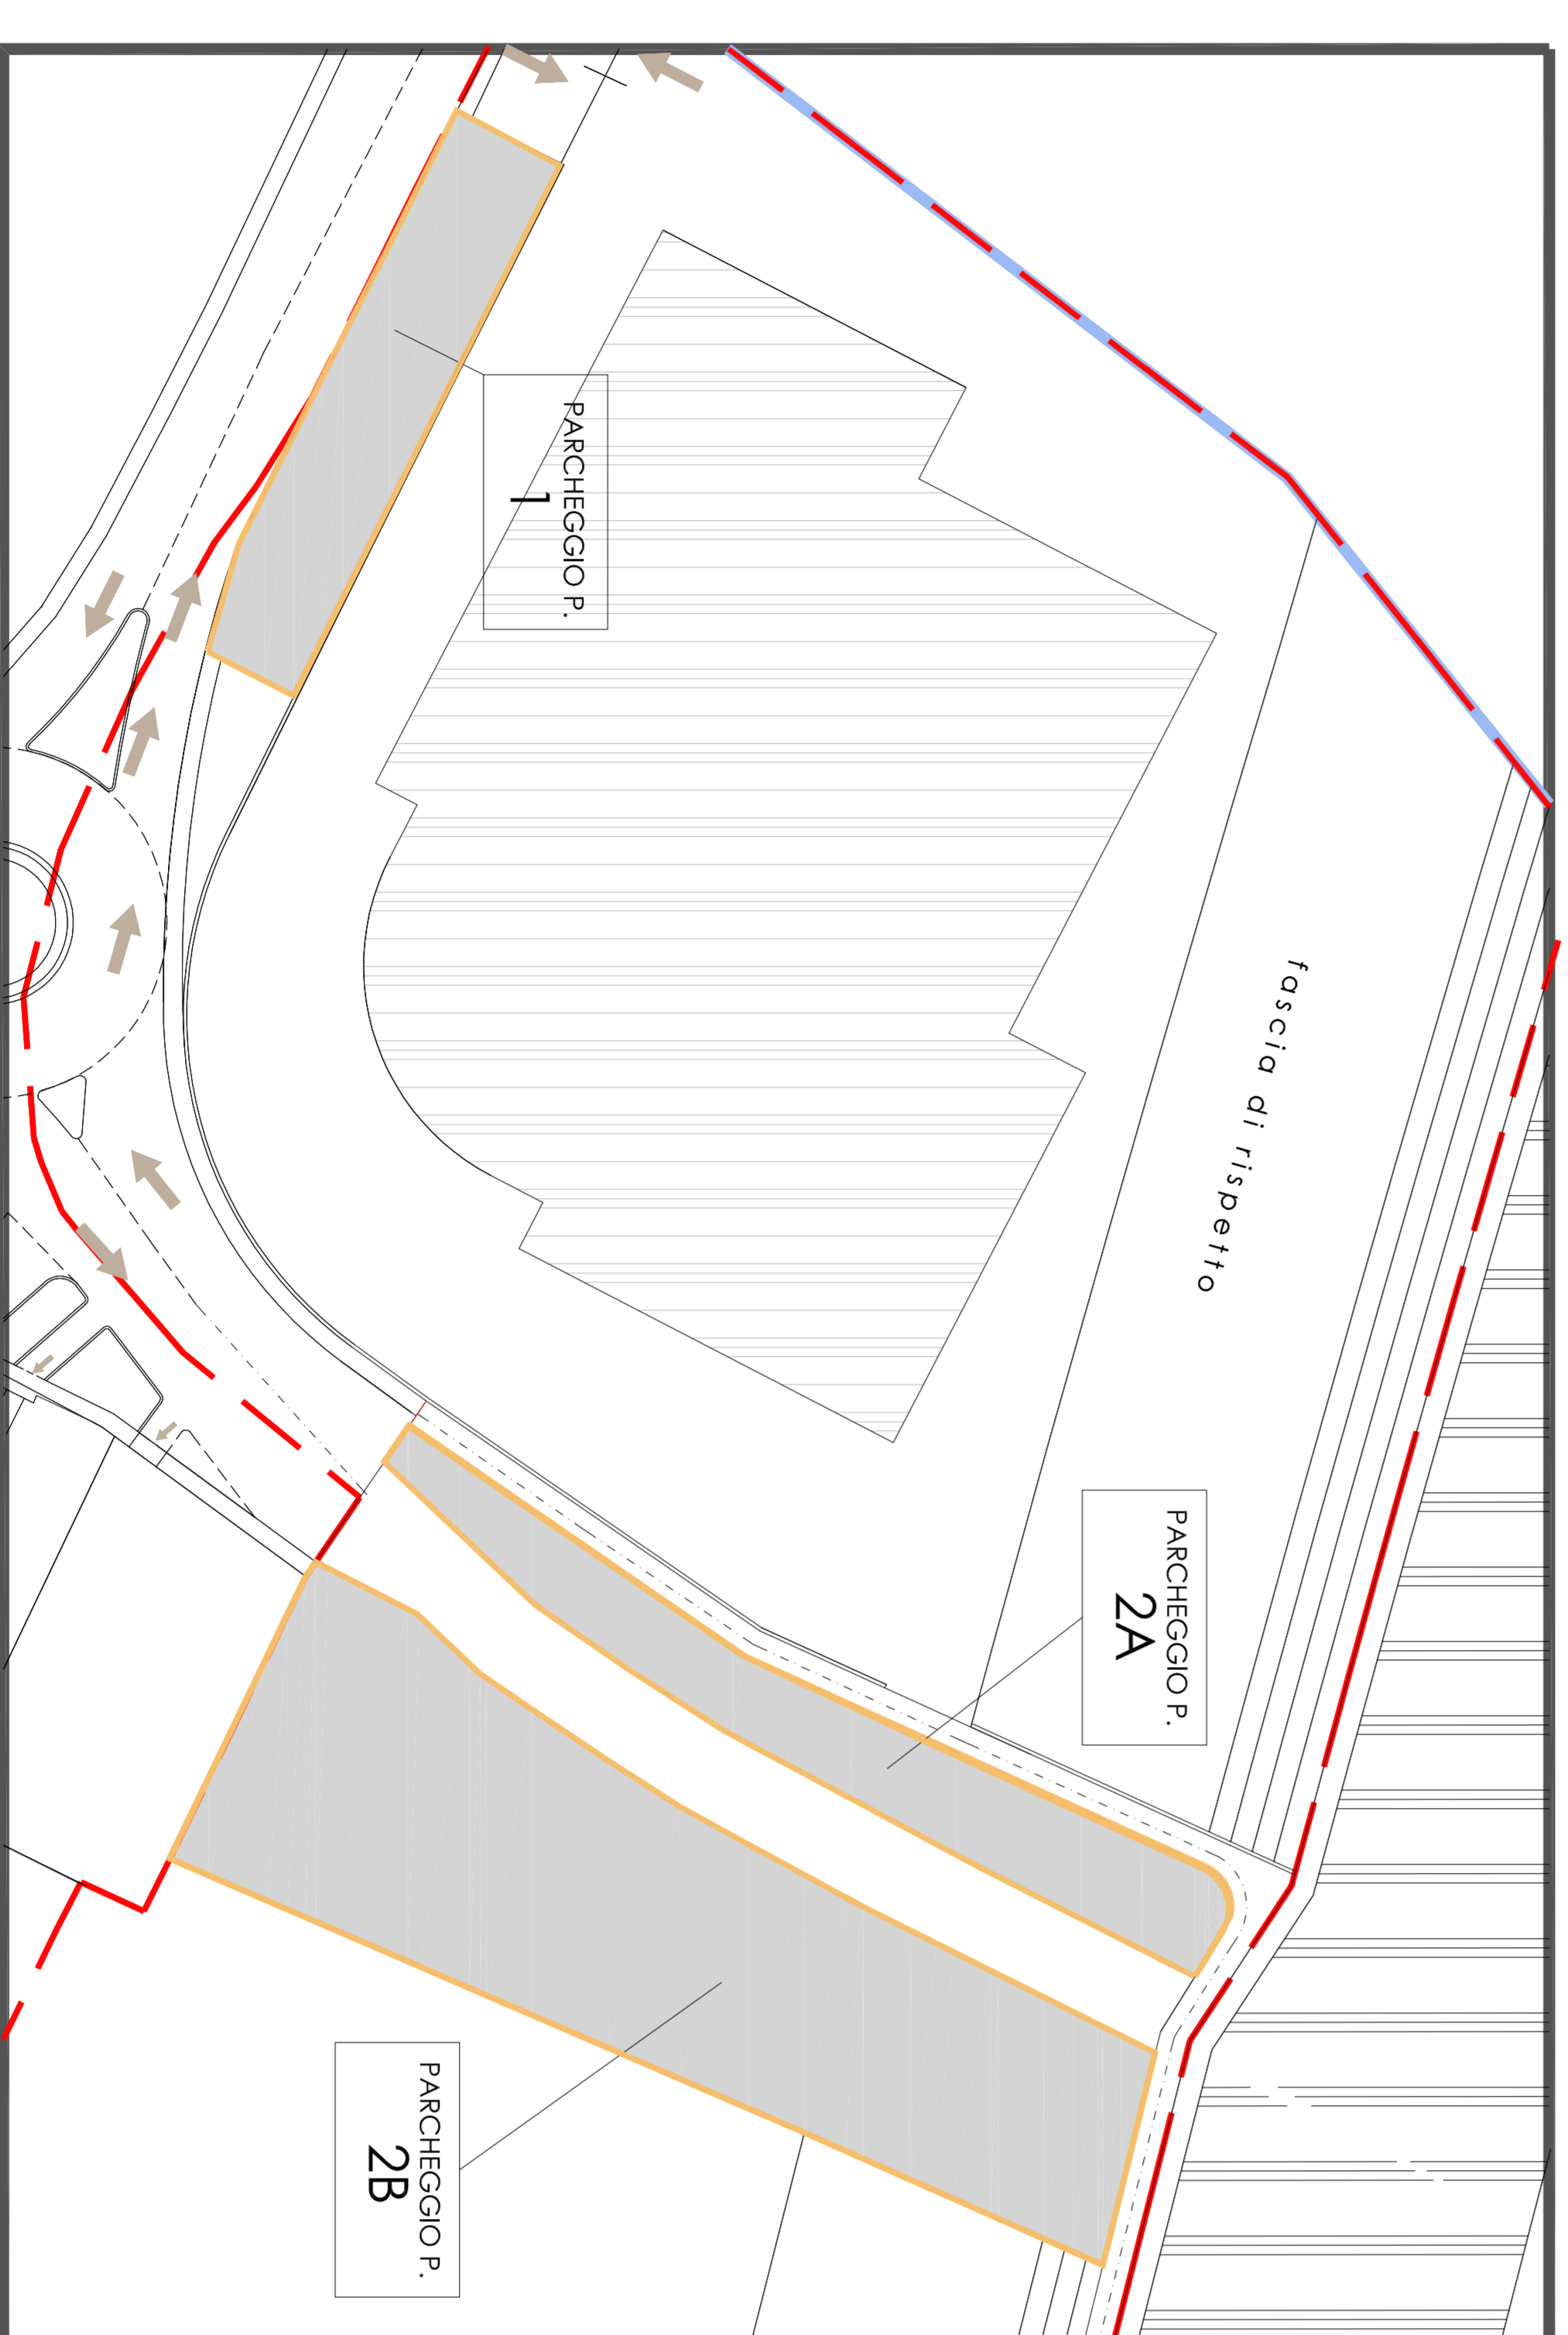 PARCHEGGIO P.
1
fascia di rispetto
PARCHEGGIO P.
2A
PARCHEGGIO P.
2B